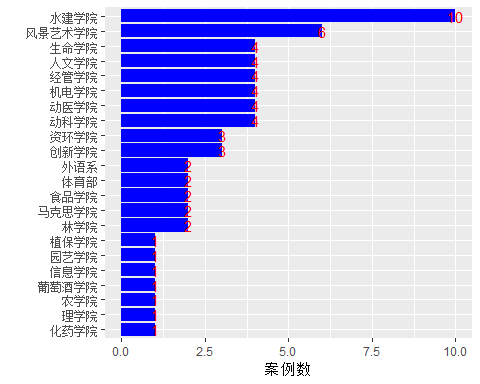 水建学院 10
风景艺术学院 6
生命学院 4
人文学院 4
经管学院 4
机电学院 4
动医学院 4
动科学院 4
资环学院 3
创新学院 3
外语系 2
体育部 2
食品学院 2
马克思学院 2
林学院 2
植保学院 1
园艺学院 1
信息学院 1
葡萄酒学院 1
农学院 1
理学院 1
化药学院 1
0.0 2.5 5.0 7.5 10.0
案例数